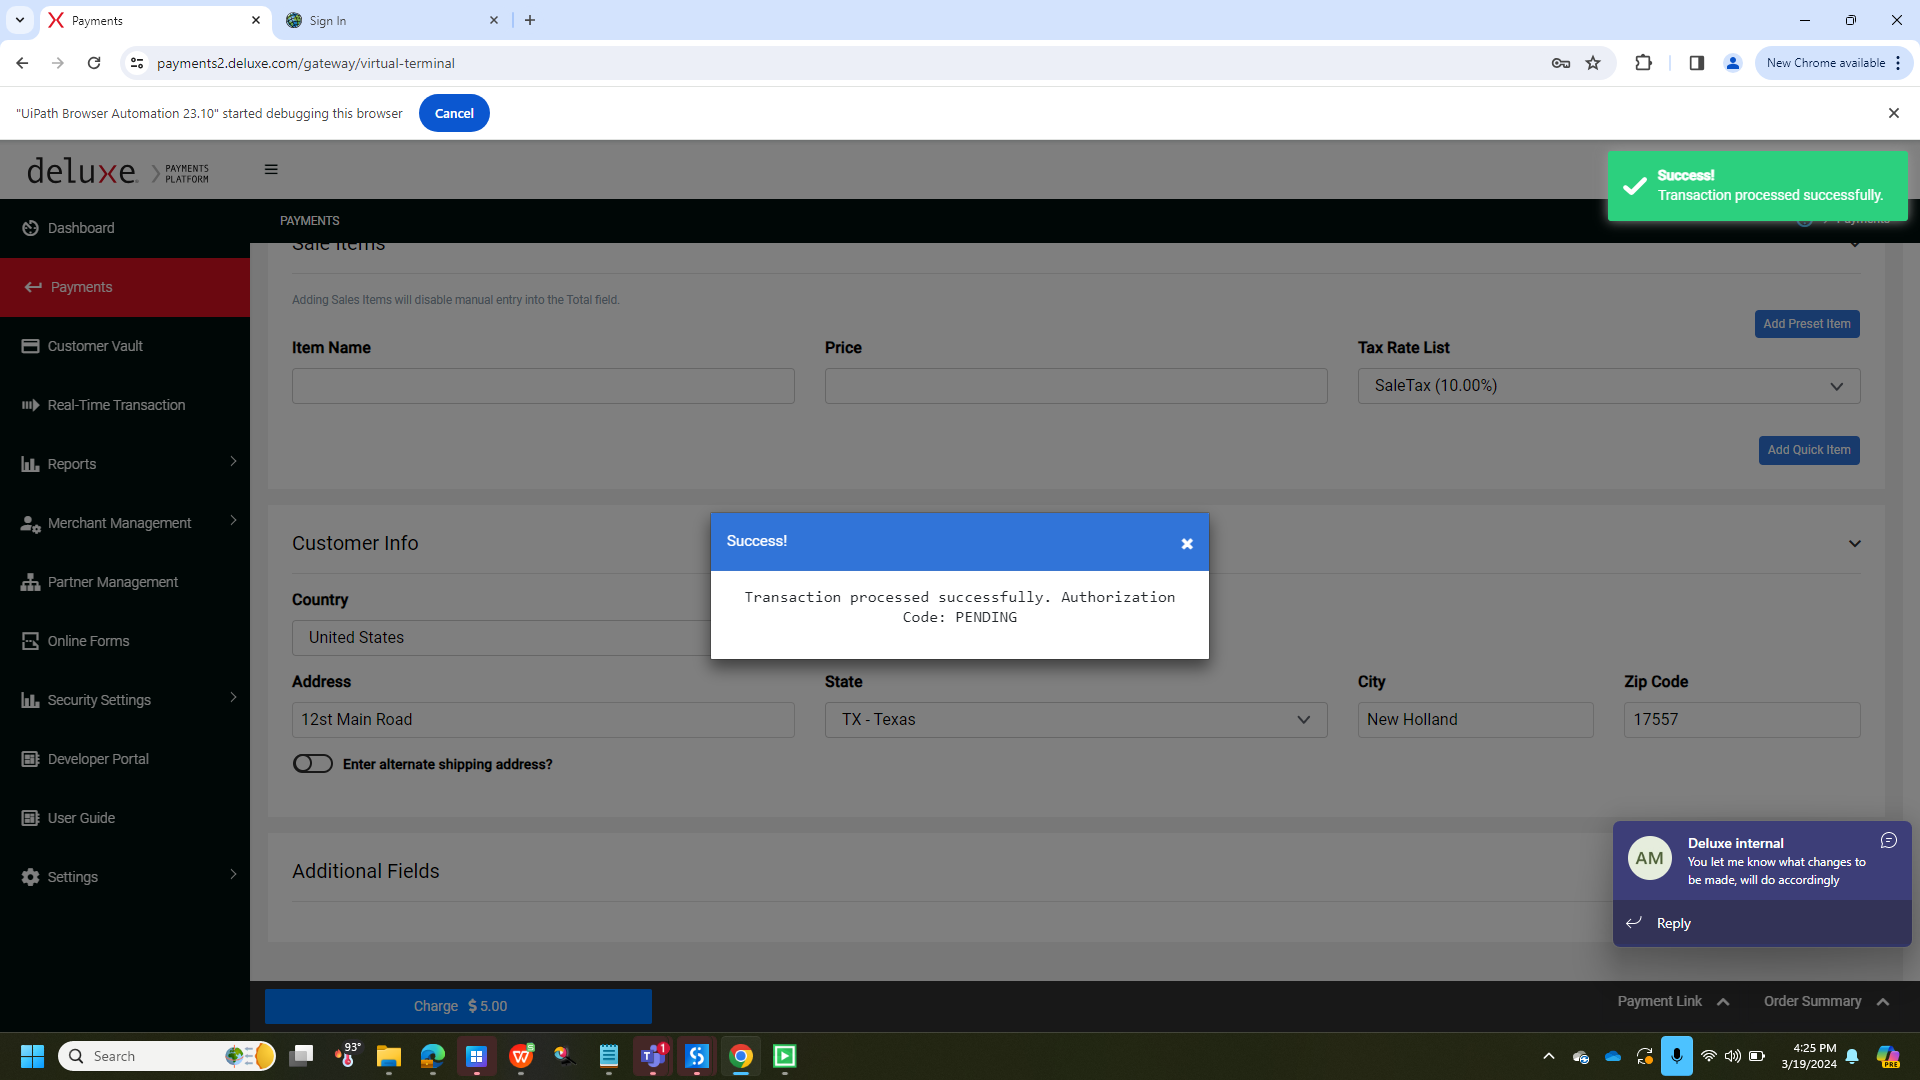 Payments
Sign In
payments2.deluxe.com/gateway/virtual-terminal
New Chrome available
"UiPath Browser Automation 23.10" started debugging this browser
Cancel
deluxe. PAYMENTS
PLATFORM
Success!
Transaction processed successfully.
Dashboard
PAYMENTS
Sale Items
Payments
Adding Sales Items will disable manual entry into the Total field.
Add Preset Item
Item Name
Price
Tax Rate List
Customer Vault
SaleTax (10.00%)
Real-Time Transaction
Add Quick Item
Reports
Merchant Management
Customer Info
Success!
Partner Management
Transaction processed successfully. Authorization
Code: PENDING
Country
United States
Online Forms
Address
State
City
Zip Code
Security Settings
12st Main Road
TX - Texas
New Holland
17557
Developer Portal
Enter alternate shipping address?
User Guide
Additional Fields
Settings
AM
Deluxe internal
You let me know what changes to
be made, will do accordingly
Reply
Charge $ 5.00
Payment Link
Order Summary
Search
93°
1
4:25 PM
3/19/2024
PRE